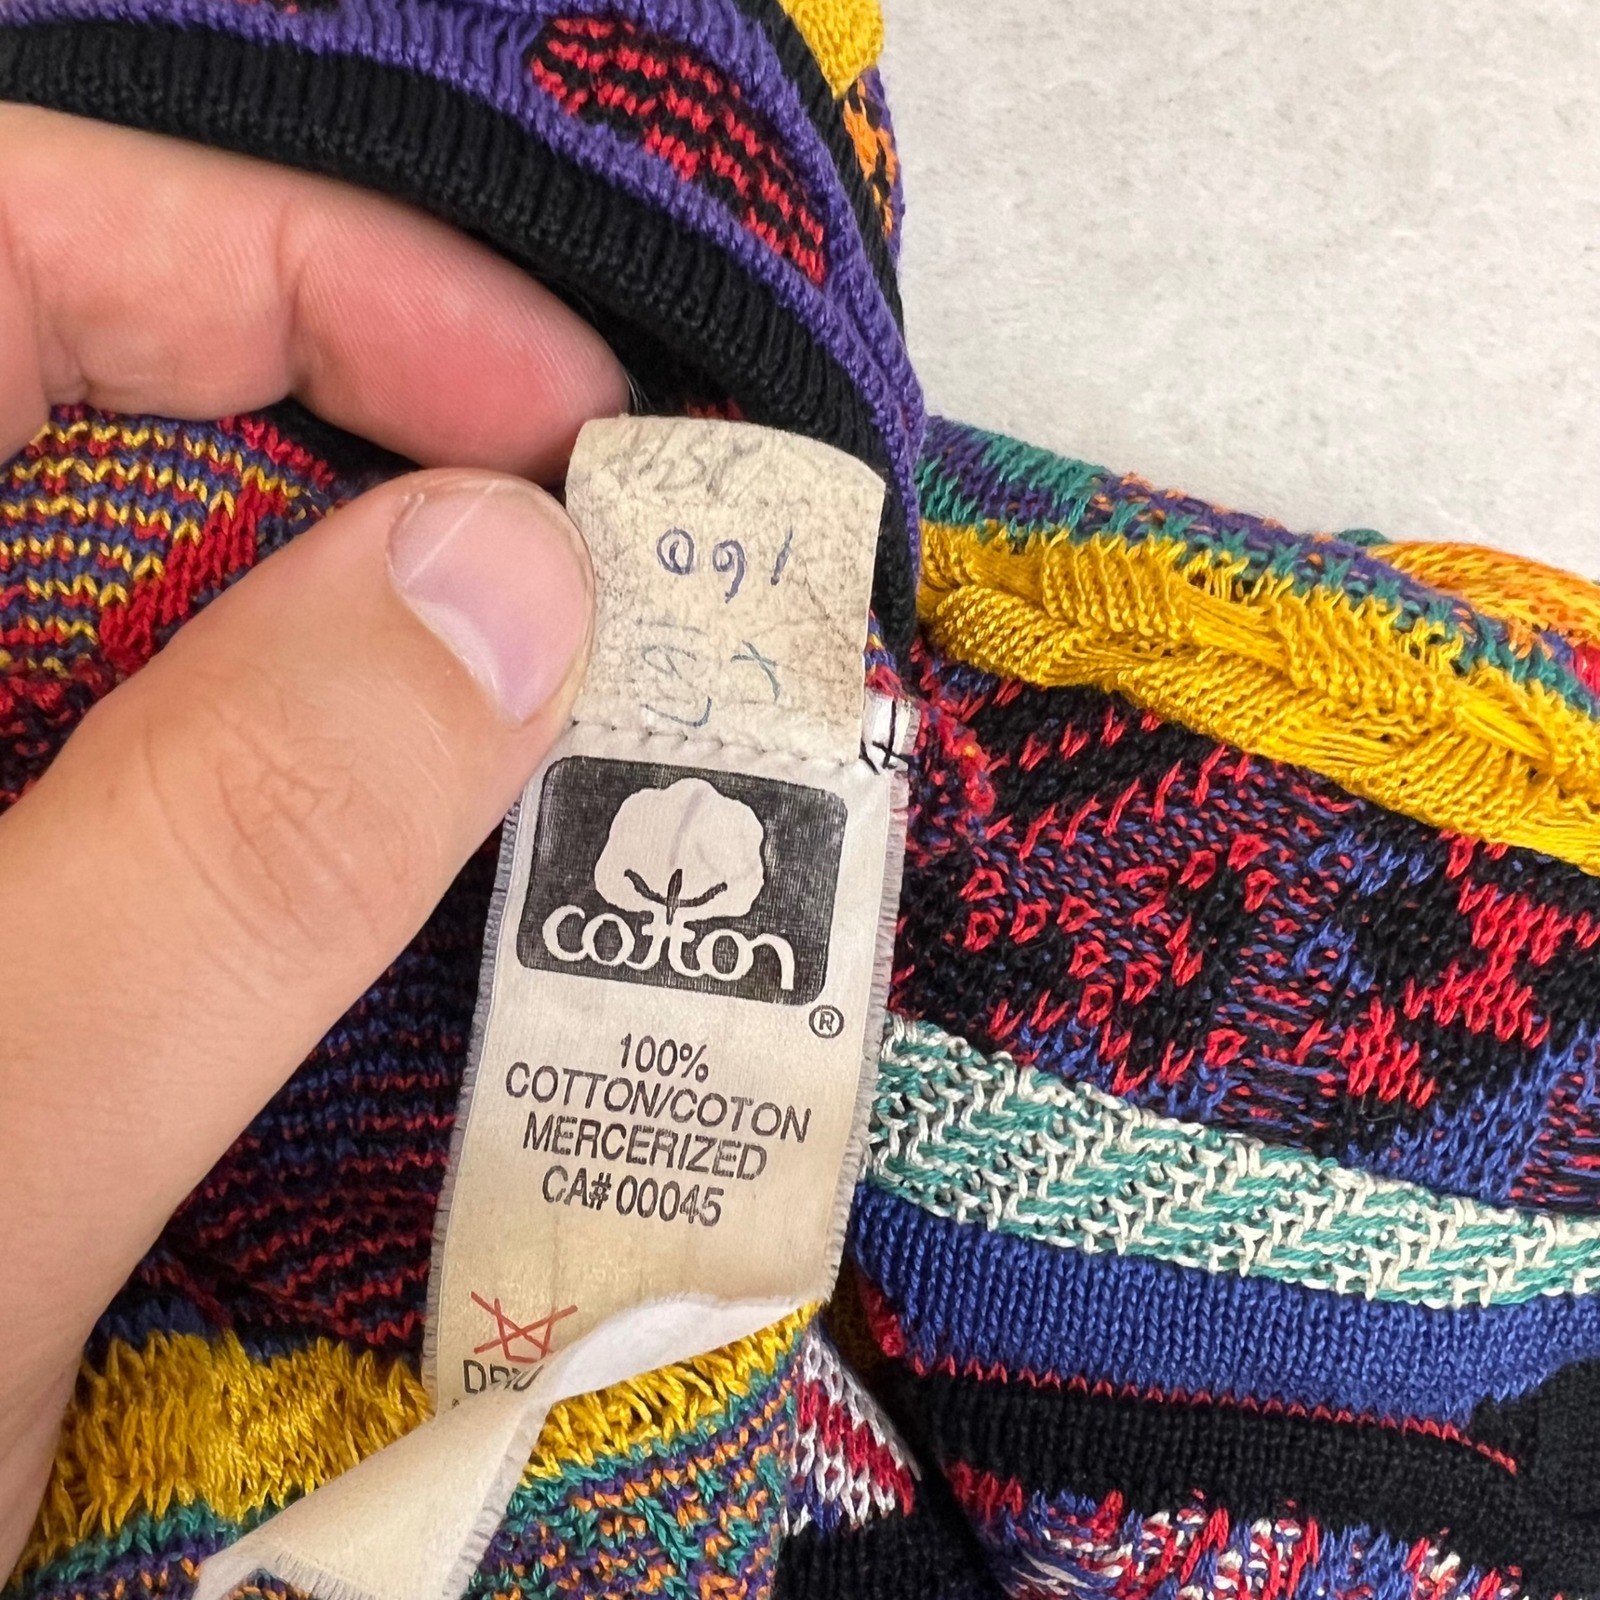 160
cotton
®
100%
COTTON/COTON
MERCERIZED
CA# 00045